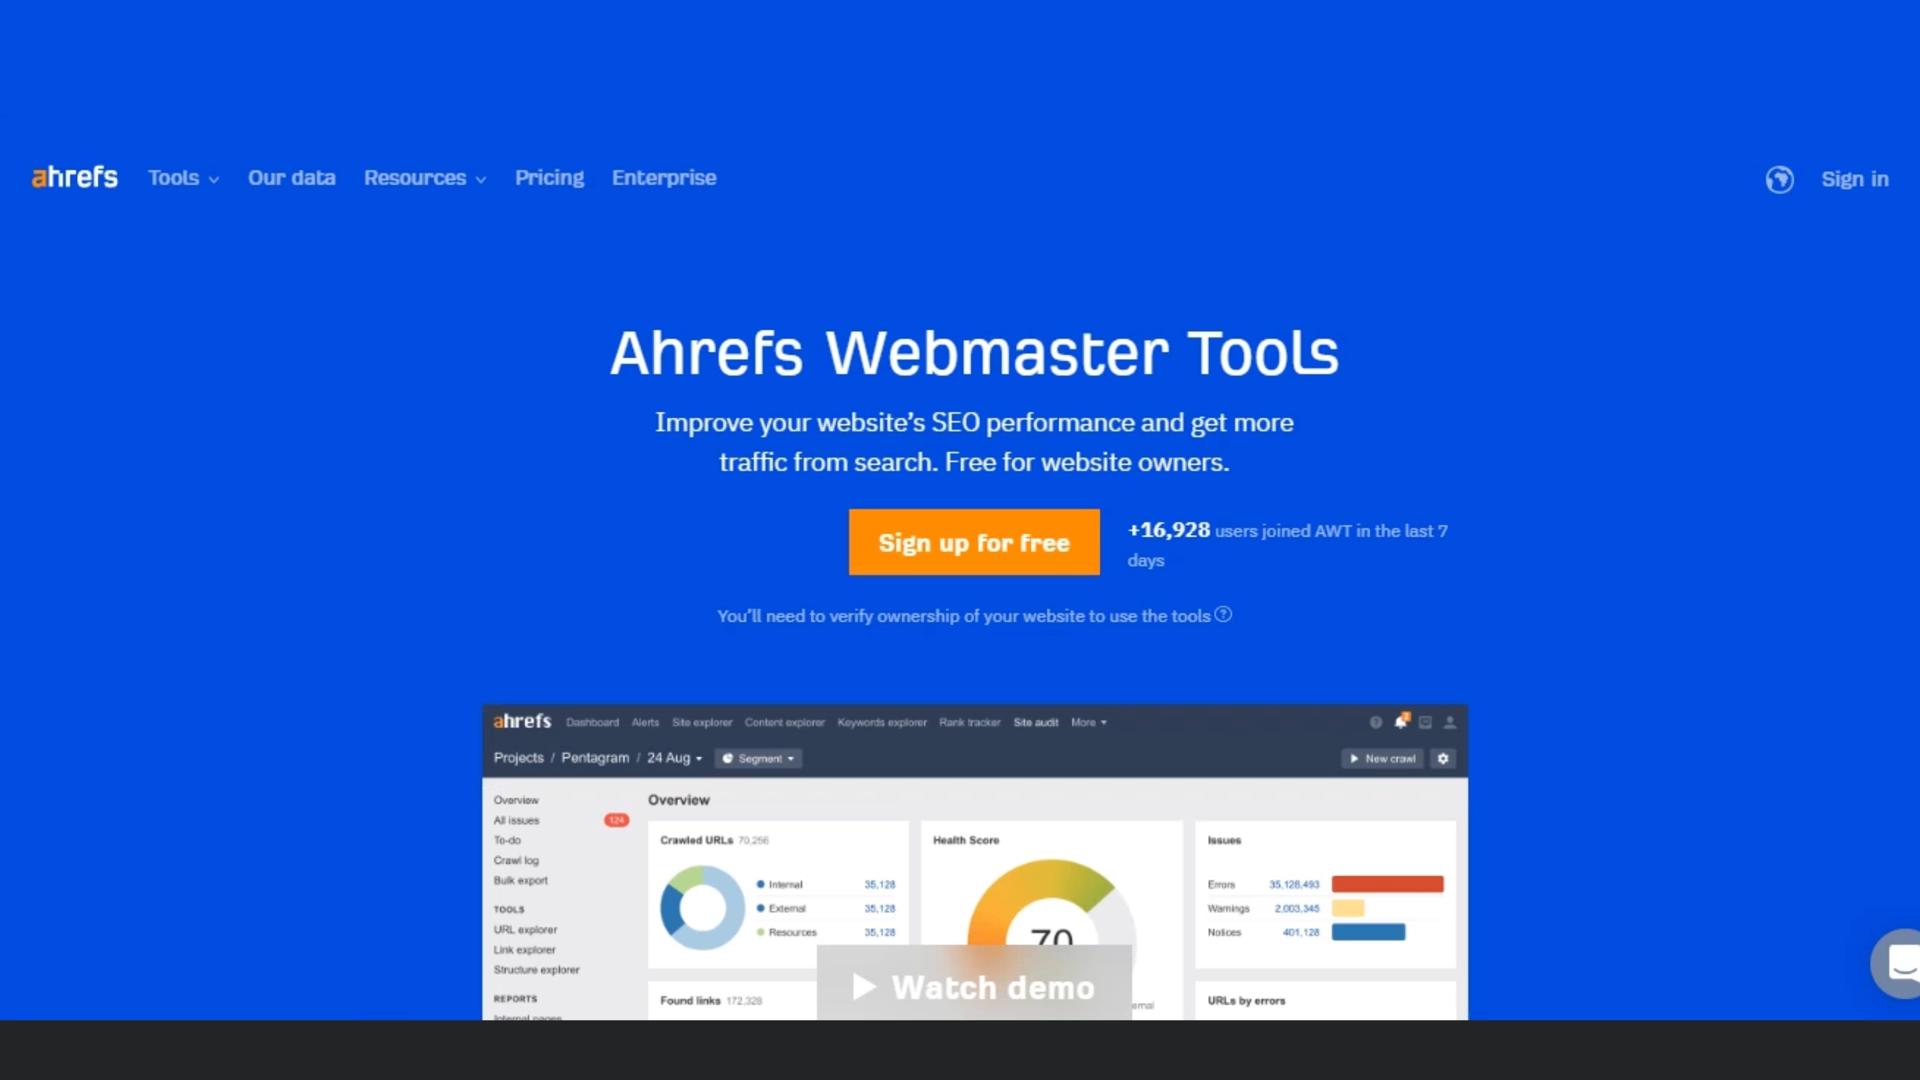 ahrefs Tools Our data Resources Pricing Enterprise Sign in
Ahrefs Webmaster Tools
Improve your website's SEO performance and get more
traffic from search. Free for website owners.
Sign up for free
+16,928 users joined AWT in the last 7
days
You'll need to verify ownership of your website to use the tools ?
ahrefs Dashboard Alerts Site explorer Content explorer Keywords explorer Rank tracker Site audit More
Projects / Pentagram / 24 Aug Segment New crawl
Overview
All issues 124
To-do
Crawl log
Bulk export
TOOLS
URL explorer
Link explorer
Structure explorer
REPORTS
Internal pages
Overview
Crawled URLs 70,256
Internal 35,128
External 35,128
Resources 35,128
Health Score
70
Issues
Errors 35,128,493
Warnings 2,003,345
Notices 401,128
Found links 172,328
Watch demo
URLs by errors